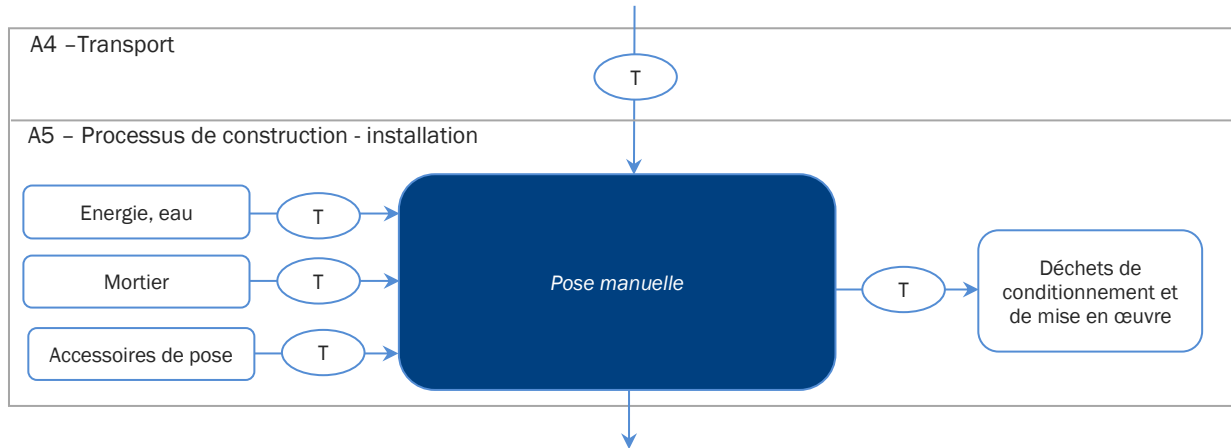 A4 –Transport
T
A5 – Processus de construction - installation
Energie, eau
T
Mortier
T
Accessoires de pose
T
Pose manuelle
T
Déchets de
conditionnement et
de mise en œuvre